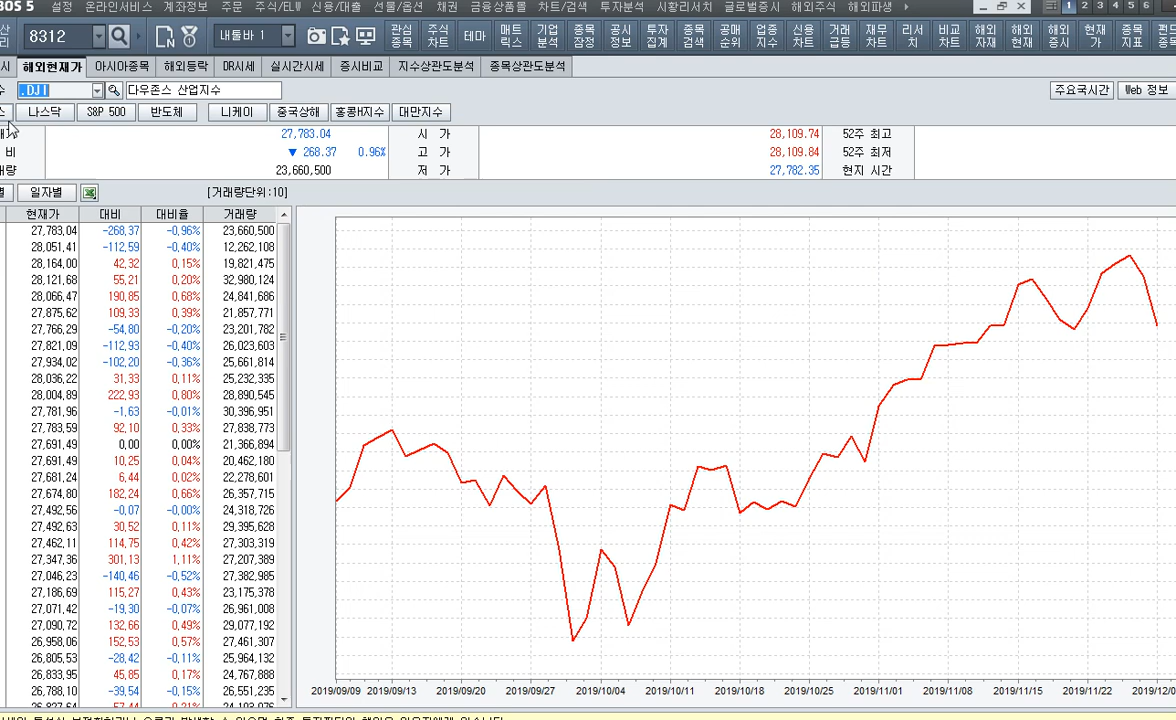 BOS 5 설정 온라인서비스 계좌정보 주문 주식/ELW 신용/대출 선물/옵션 채권 금융상품몰 차트/검색 투자분석 시황리서치 글로벌증시 해외주식 해외파생 1 2 3 4 5 6
8312 내툴바 1 관심종목 주식차트 테마 매트릭스 기업분석 종목잠정 공시정보 투자집계 종목검색 공매순위 업종지수 신용차트 거래급등 재무차트 리서치 비교차트 해외자재 해외현재 해외증시 현재가 종목지표 펀드종목
해외현재가 아시아종목 해외등락 DR시세 실시간시세 증시비교 지수상관도분석 종목상관도분석
.DJI 다우존스 산업지수 주요국시간 Web 정보
스 나스닥 S&P 500 반도체 니케이 중국상해 홍콩H지수 대만지수
27,783.04 시 가 28,109.74 52주 최고
비 ▼ 268.37 0.96% 고 가 28,109.84 52주 최저
량 23,660,500 저 가 27,782.35 현지 시간
별 일자별 [거래량단위:10]
현재가 대비 대비율 거래량
27,783.04 -268.37 -0.96% 23,660,500
28,051.41 -112.59 -0.40% 12,262,108
28,164.00 42.32 0.15% 19,821,475
28,121.68 55.21 0.20% 32,980,124
28,066.47 190.85 0.68% 24,841,686
27,875.62 109.33 0.39% 21,857,771
27,766.29 -54.80 -0.20% 23,201,782
27,821.09 -112.93 -0.40% 26,023,603
27,934.02 -102.20 -0.36% 25,661,814
28,036.22 31.33 0.11% 25,232,335
28,004.89 222.93 0.80% 28,890,545
27,781.96 -1.63 -0.01% 30,396,951
27,783.59 92.10 0.33% 27,838,773
27,691.49 0.00 0.00% 21,366,894
27,691.49 10.25 0.04% 20,462,180
27,681.24 6.44 0.02% 22,278,601
27,674.80 182.24 0.66% 26,357,715
27,492.56 -0.07 -0.00% 24,318,726
27,492.63 30.52 0.11% 29,395,628
27,462.11 114.75 0.42% 27,303,319
27,347.36 301.13 1.11% 27,207,389
27,046.23 -140.46 -0.52% 27,382,985
27,186.69 115.27 0.43% 23,175,378
27,071.42 -19.30 -0.07% 26,961,008
27,090.72 132.66 0.49% 29,077,192
26,958.06 152.53 0.57% 27,461,307
26,805.53 -28.42 -0.11% 25,964,132
26,833.95 45.85 0.17% 24,767,888
26,788.10 -39.54 -0.15% 26,551,235
2019/09/09 2019/09/13 2019/09/20 2019/09/27 2019/10/04 2019/10/11 2019/10/18 2019/10/25 2019/11/01 2019/11/08 2019/11/15 2019/11/22 2019/12/0